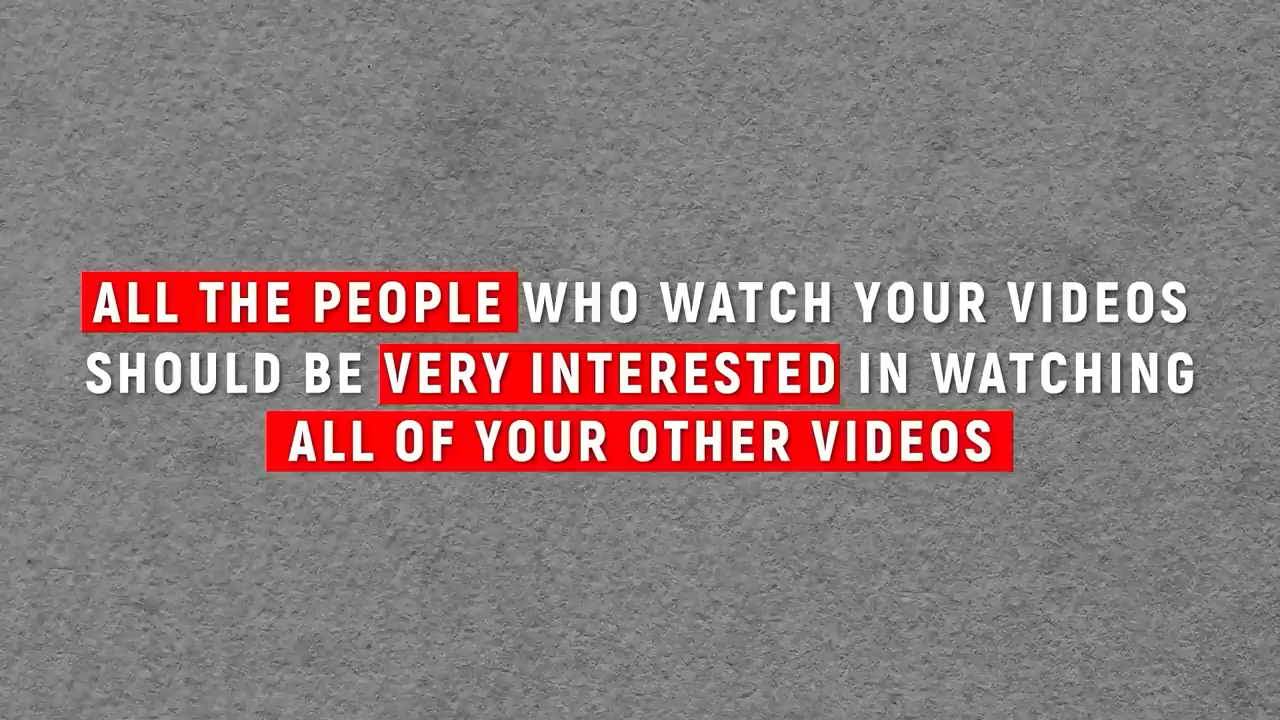 ALL THE PEOPLE WHO WATCH YOUR VIDEOS
SHOULD BE VERY INTERESTED IN WATCHING
ALL OF YOUR OTHER VIDEOS